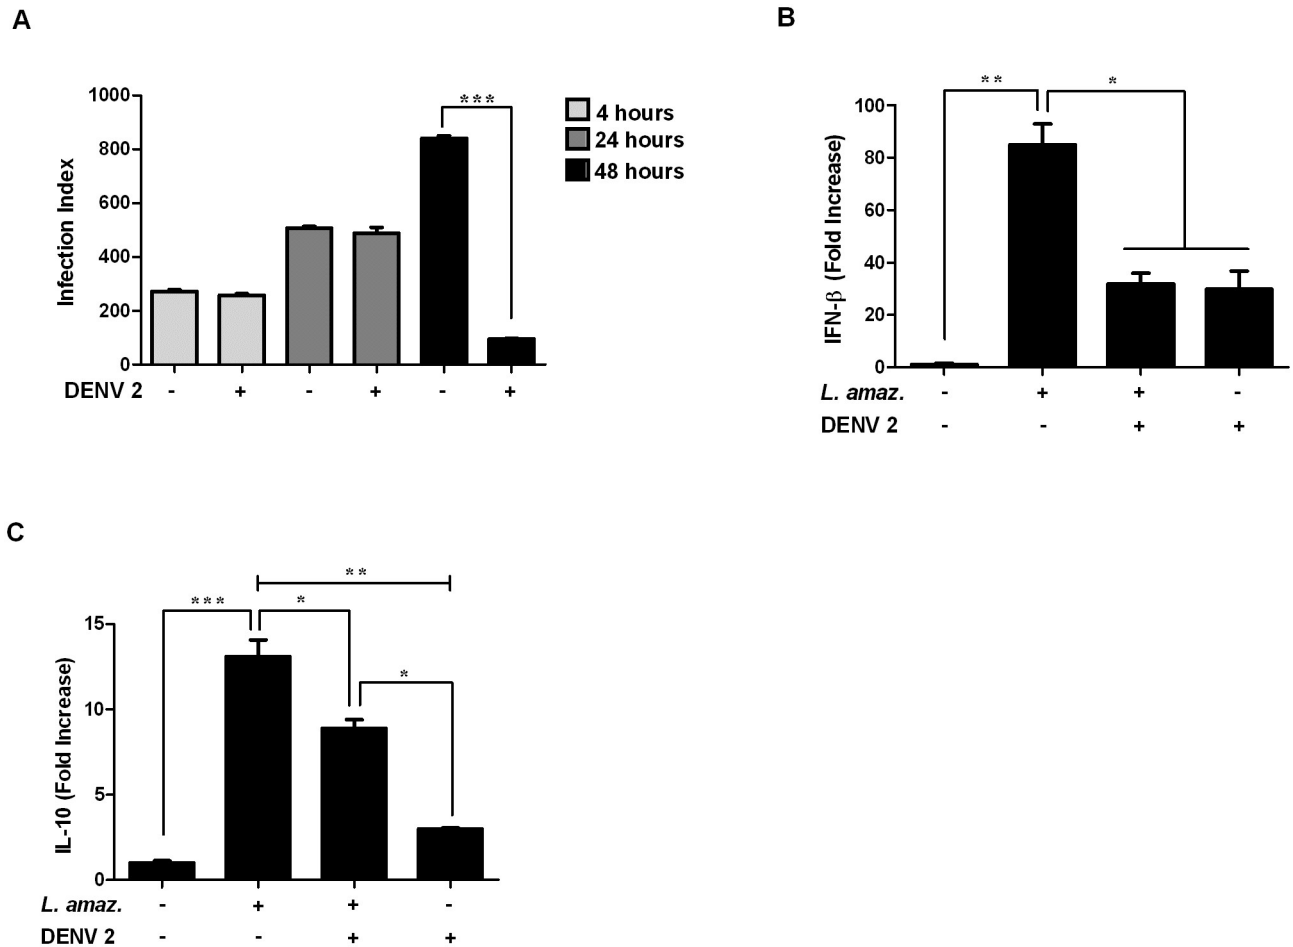 A
1000
800
600
400
200
0
Infection Index
***
4 hours
24 hours
48 hours
DENV 2 - + - + - +
B
100
80
60
40
20
0
IFN-β (Fold Increase)
** *
L. amaz. - + + -
DENV 2 - - + +
C
15
10
5
0
IL-10 (Fold Increase)
**
*** *
*
L. amaz. - + + -
DENV 2 - - + +